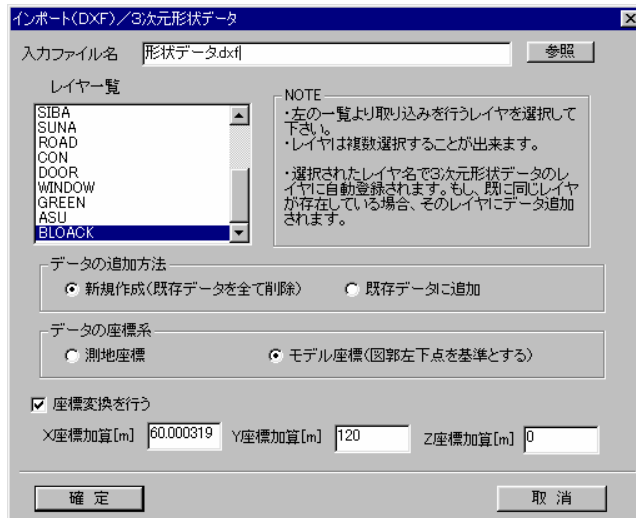 インポート(DXF)／3次元形状データ
入力ファイル名 形状データ.dxf 参照
レイヤ一覧
SIBA
SUNA
ROAD
CON
DOOR
WINDOW
GREEN
ASU
BLOACK
NOTE
・左の一覧より取り込みを行うレイヤを選択して
下さい。
・レイヤは複数選択することが出来ます。
・選択されたレイヤ名で3次元形状データのレ
イヤに自動登録されます。もし、既に同じレイヤ
が存在している場合、そのレイヤにデータ追加
されます。
データの追加方法
新規作成(既存データを全て削除) 既存データに追加
データの座標系
測地座標 モデル座標(図郭左下点を基準とする)
座標変換を行う
X座標加算[m] 60.000319 Y座標加算[m] 120 Z座標加算[m] 0
確 定 取 消